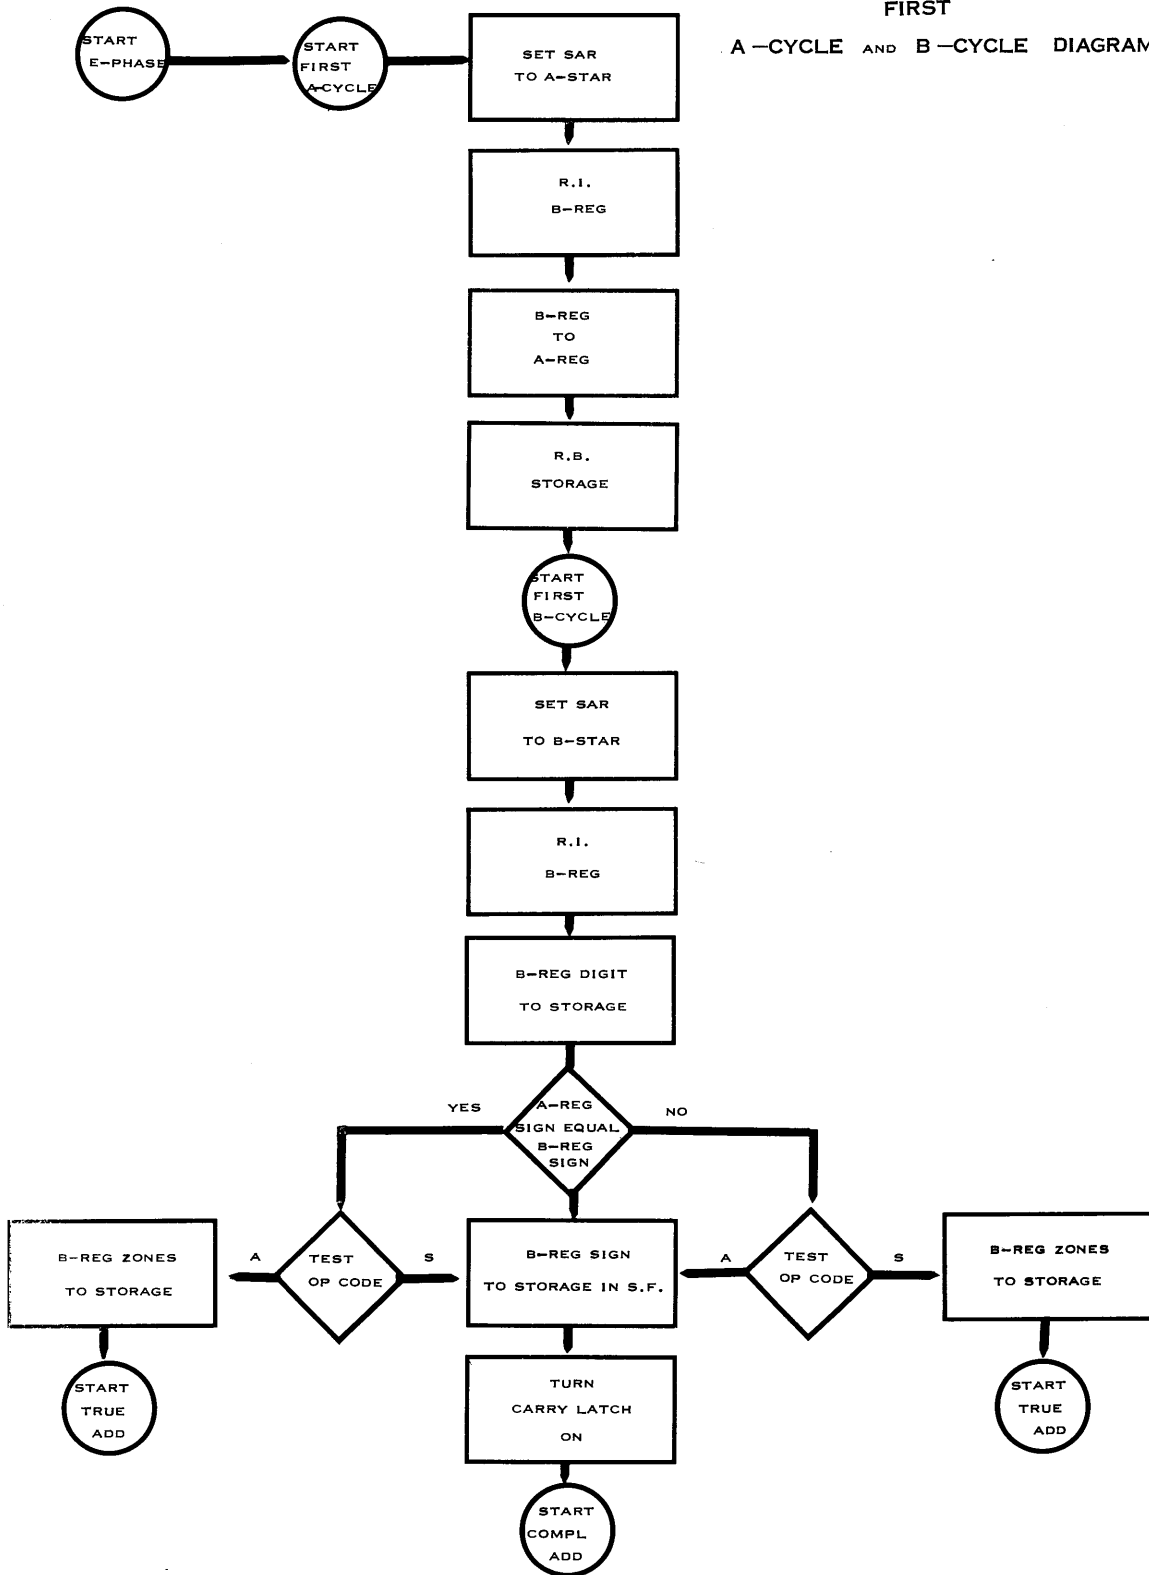 FIRST
A-CYCLE AND B-CYCLE DIAGRAM
START
E-PHASE
START
FIRST
A-CYCLE
SET SAR
TO A-STAR
R.I.
B-REG
B-REG
TO
A-REG
R.B.
STORAGE
START
FIRST
B-CYCLE
SET SAR
TO B-STAR
R.I.
B-REG
B-REG DIGIT
TO STORAGE
YES
A-REG
SIGN EQUAL
B-REG
SIGN
NO
B-REG ZONES
TO STORAGE
A
TEST
OP CODE
S
B-REG SIGN
TO STORAGE IN S.F.
A
TEST
OP CODE
S
B-REG ZONES
TO STORAGE
START
TRUE
ADD
TURN
CARRY LATCH
ON
START
TRUE
ADD
START
COMPL
ADD